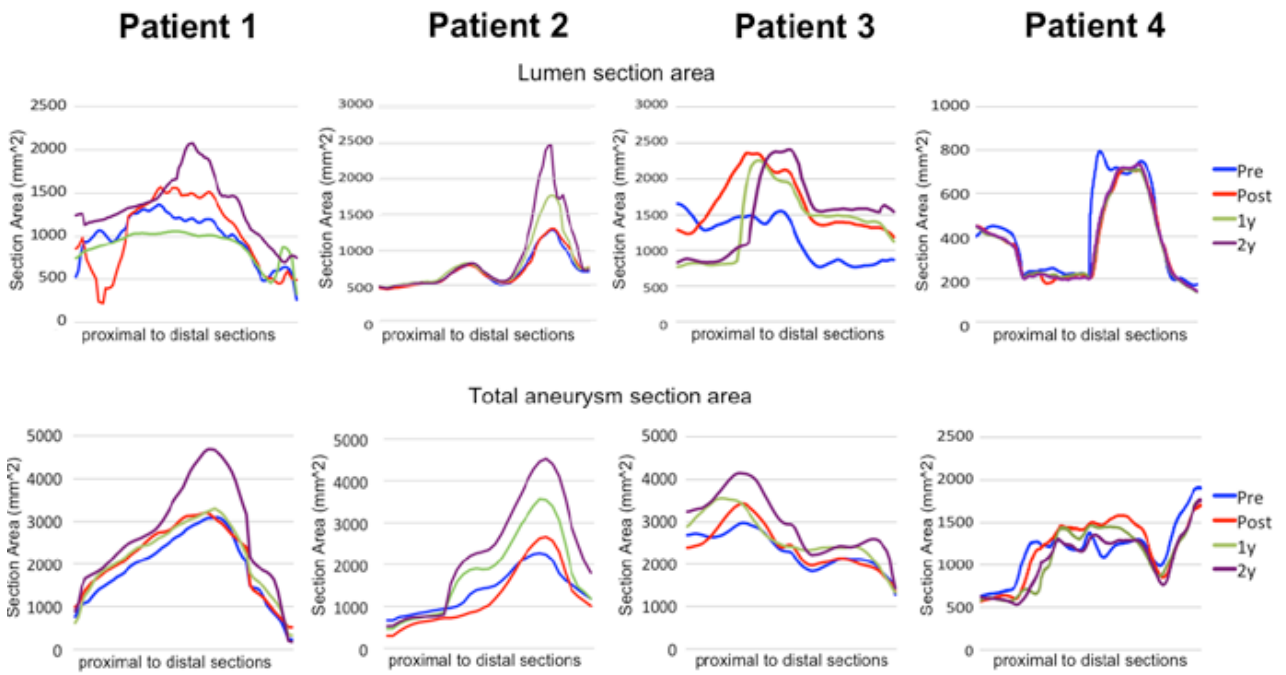 Patient 1 Patient 2 Patient 3 Patient 4
Lumen section area
Section Area (mm^2)
2500
2000
1500
1000
500
0
proximal to distal sections
Section Area (mm^2)
3000
2500
2000
1500
1000
500
0
proximal to distal sections
Section Area (mm^2)
3000
2500
2000
1500
1000
500
0
proximal to distal sections
Section Area (mm^2)
1000
800
600
400
200
0
proximal to distal sections
Pre
Post
1y
2y
Total aneurysm section area
Section Area (mm^2)
5000
4000
3000
2000
1000
0
proximal to distal sections
Section Area (mm^2)
5000
4000
3000
2000
1000
0
proximal to distal sections
Section Area (mm^2)
5000
4000
3000
2000
1000
0
proximal to distal sections
Section Area (mm^2)
2500
2000
1500
1000
500
0
proximal to distal sections
Pre
Post
1y
2y